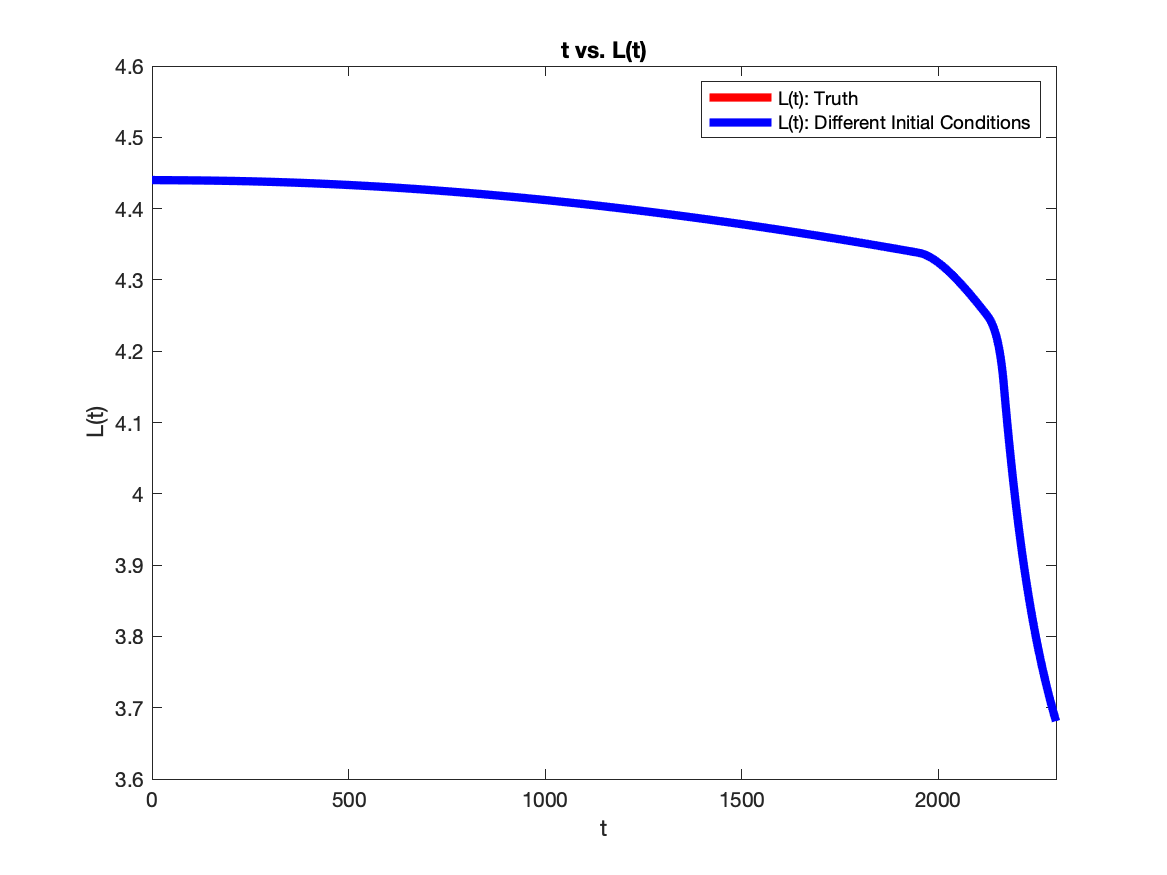 t vs. L(t)
L(t): Truth
L(t): Different Initial Conditions
4.6
4.5
4.4
4.3
4.2
4.1
4
3.9
3.8
3.7
3.6
L(t)
0 500 1000 1500 2000
t